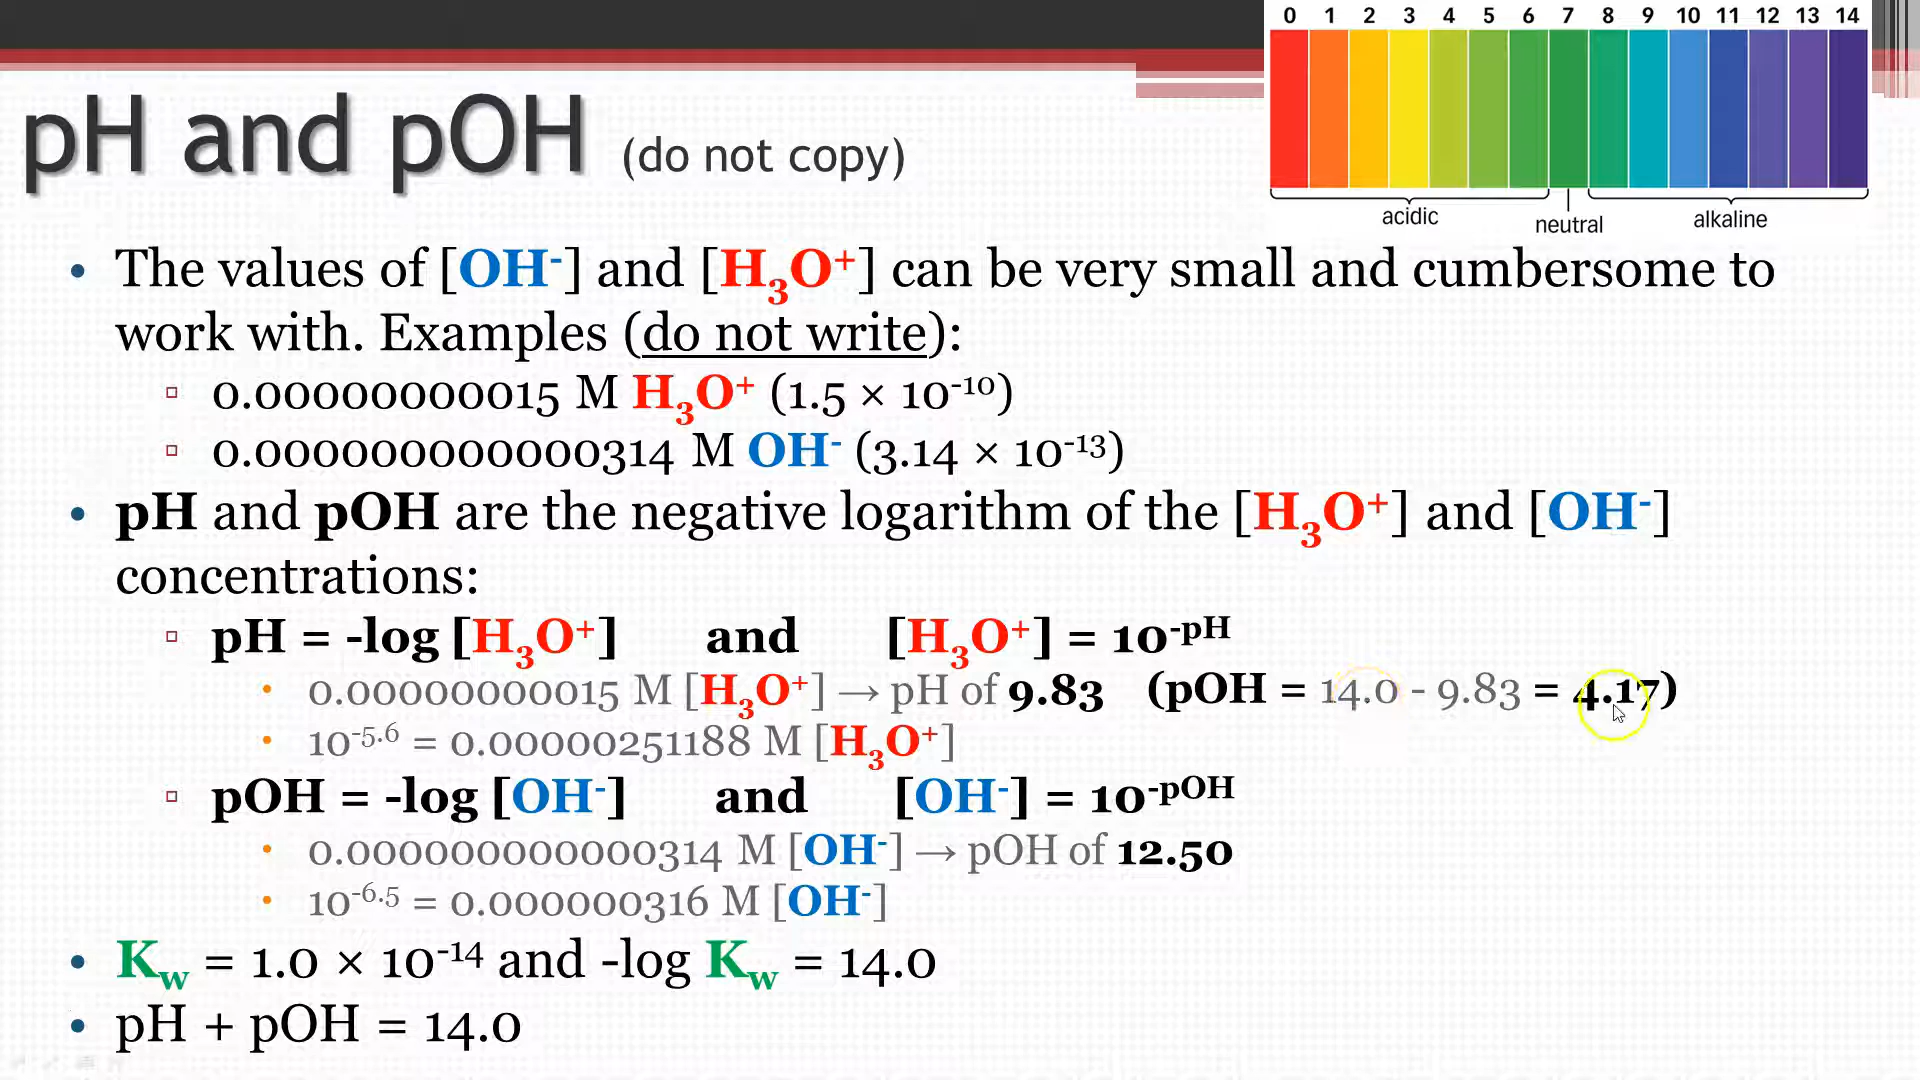 0 1 2 3 4 5 6 7 8 9 10 11 12 13 14
acidic neutral alkaline
pH and pOH (do not copy)
• The values of [OH⁻] and [H₃O⁺] can be very small and cumbersome to
work with. Examples (do not write):
▫ 0.00000000015 M H₃O⁺ (1.5 × 10⁻¹⁰)
▫ 0.000000000000314 M OH⁻ (3.14 × 10⁻¹³)
• pH and pOH are the negative logarithm of the [H₃O⁺] and [OH⁻]
concentrations:
▫ pH = -log [H₃O⁺] and [H₃O⁺] = 10^-pH
• 0.00000000015 M [H₃O⁺] → pH of 9.83 (pOH = 14.0 - 9.83 = 4.17)
• 10^-5.6 = 0.00000251188 M [H₃O⁺]
▫ pOH = -log [OH⁻] and [OH⁻] = 10^-pOH
• 0.000000000000314 M [OH⁻] → pOH of 12.50
• 10^-6.5 = 0.000000316 M [OH⁻]
• Kw = 1.0 × 10⁻¹⁴ and -log Kw = 14.0
• pH + pOH = 14.0